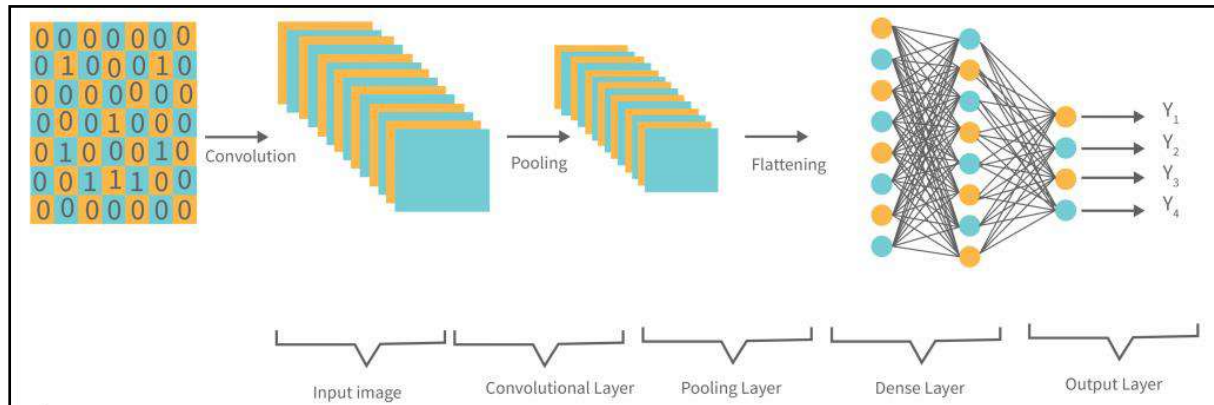 0 0 0 0 0 0 0
0 1 0 0 0 1 0
0 0 0 0 0 0 0
0 0 0 1 0 0 0
0 1 0 0 0 1 0
0 0 1 1 1 0 0
0 0 0 0 0 0 0
Convolution
Pooling
Flattening
Y1
Y2
Y3
Y4
Input image
Convolutional Layer
Pooling Layer
Dense Layer
Output Layer